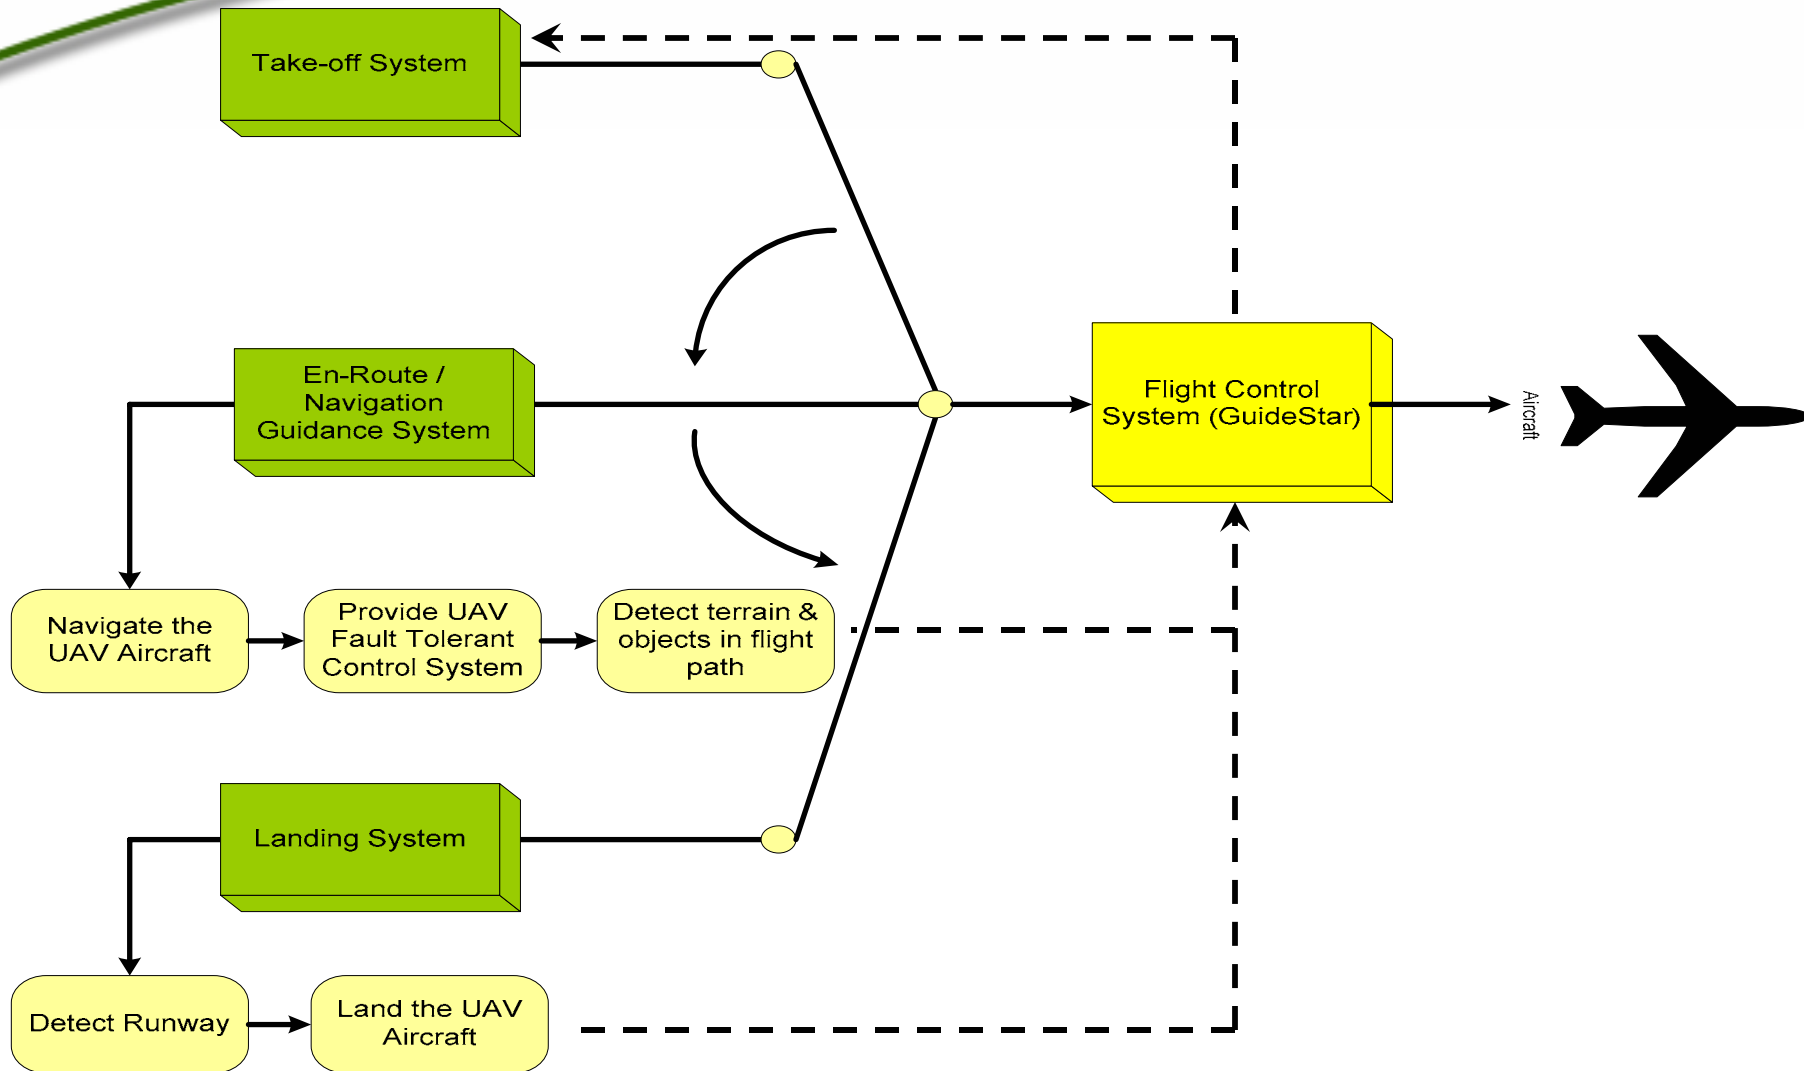 Take-off System
En-Route /
Navigation
Guidance System
Flight Control
System (GuideStar)
Aircraft
Navigate the
UAV Aircraft
Provide UAV
Fault Tolerant
Control System
Detect terrain &
objects in flight
path
Landing System
Detect Runway
Land the UAV
Aircraft